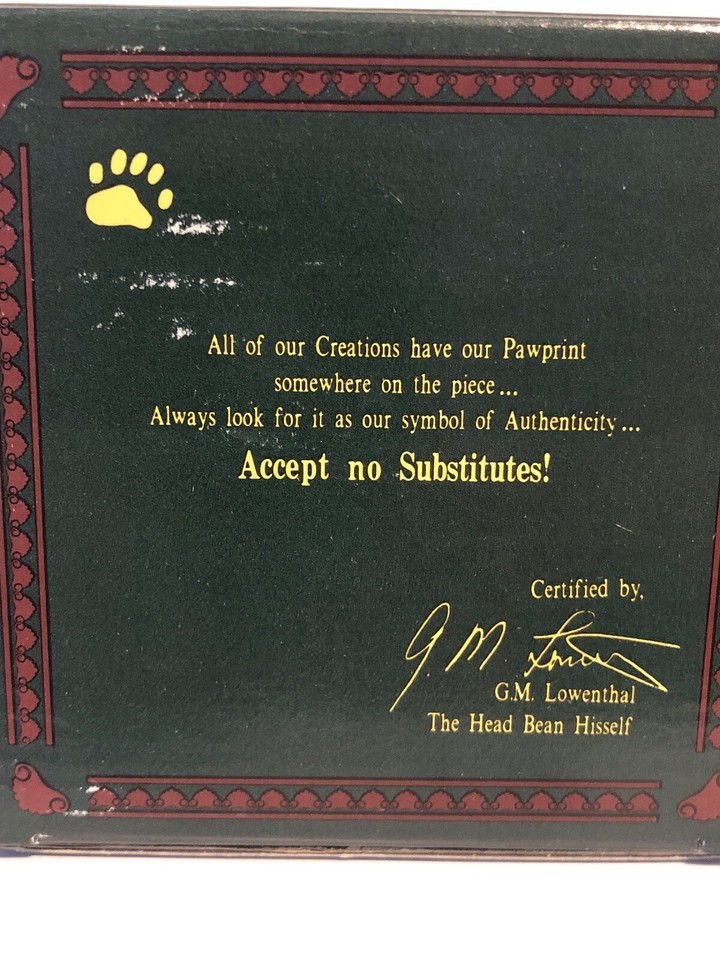 All of our Creations have our Pawprint
somewhere on the piece...
Always look for it as our symbol of Authenticity...
Accept no Substitutes!
Certified by,
G.M. Lowenthal
G.M. Lowenthal
The Head Bean Hisself